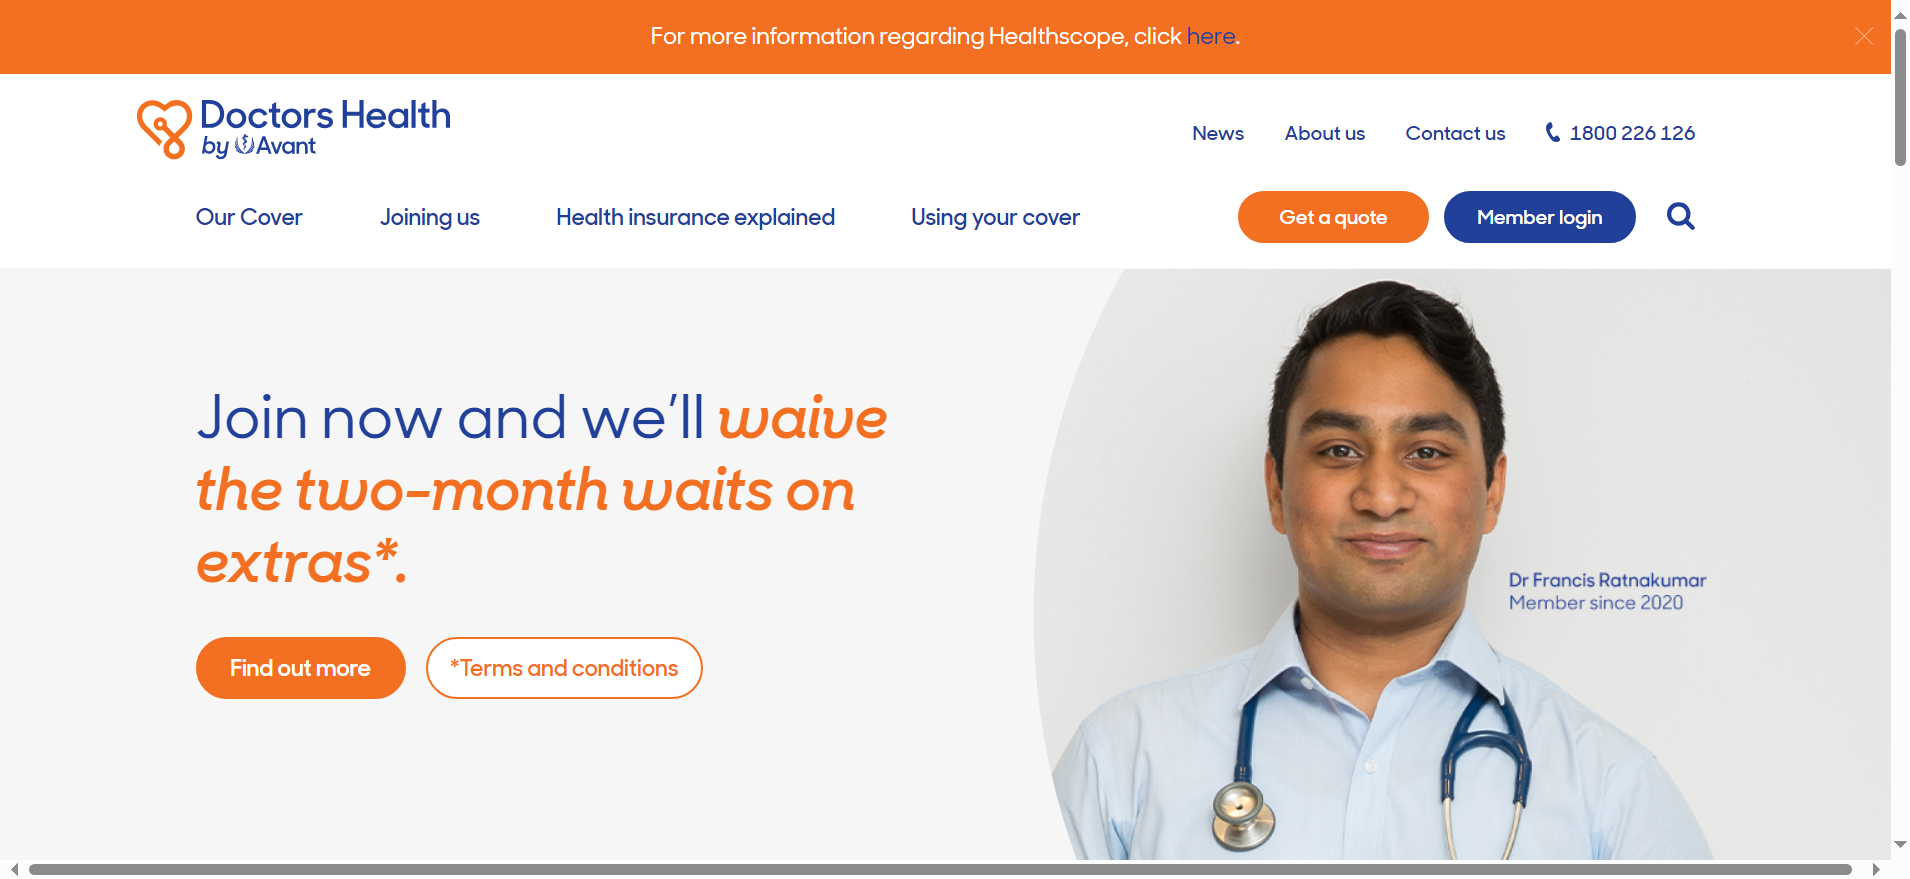 For more information regarding Healthscope, click here.
Doctors Health
by Avant
News About us Contact us 1800 226 126
Our Cover Joining us Health insurance explained Using your cover Get a quote Member login
Join now and we'll waive
the two-month waits on
extras*.
Dr Francis Ratnakumar
Member since 2020
Find out more *Terms and conditions